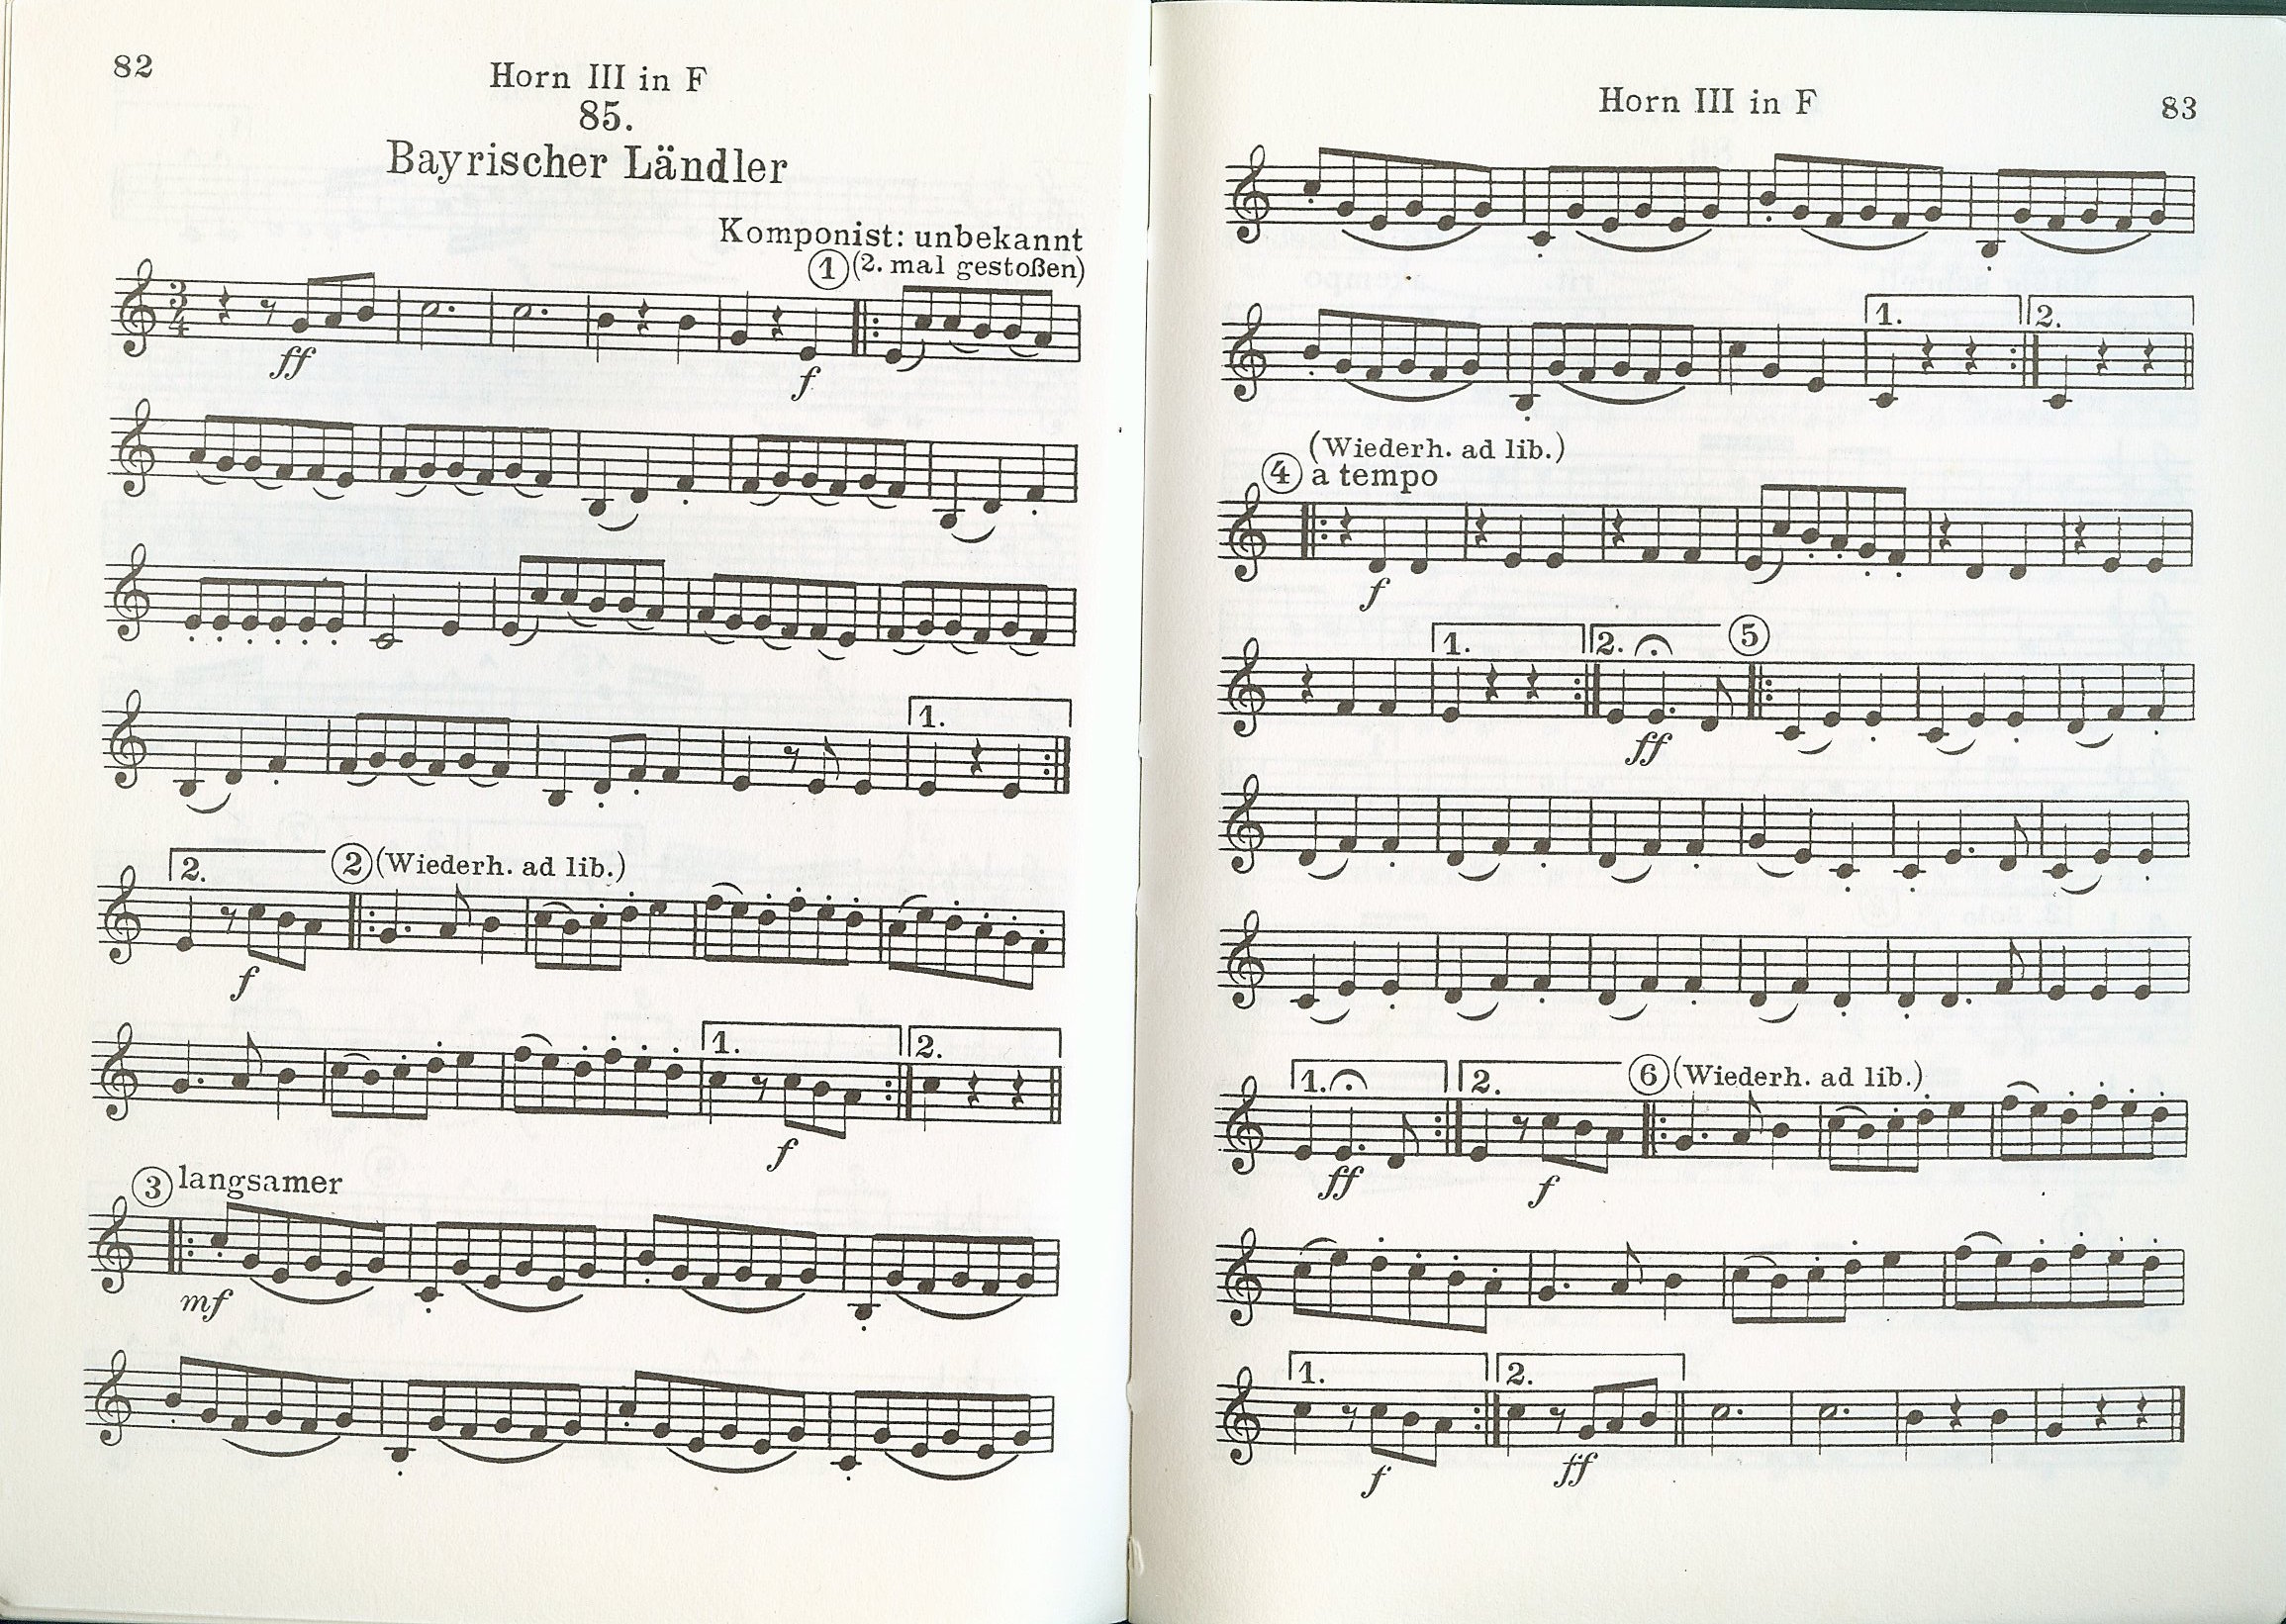 82
Horn III in F
85.
Bayrischer Ländler
Komponist: unbekannt
1 (2. mal gestoßen)
3
4
ff
f
1.
2.
2 (Wiederh. ad lib.)
f
1.
2.
f
3 langsamer
mf
Horn III in F
83
1.
2.
(Wiederh. ad lib.)
4 a tempo
f
1.
2.
5
ff
1.
2.
6 (Wiederh. ad lib.)
ff
f
1.
2.
f
ff